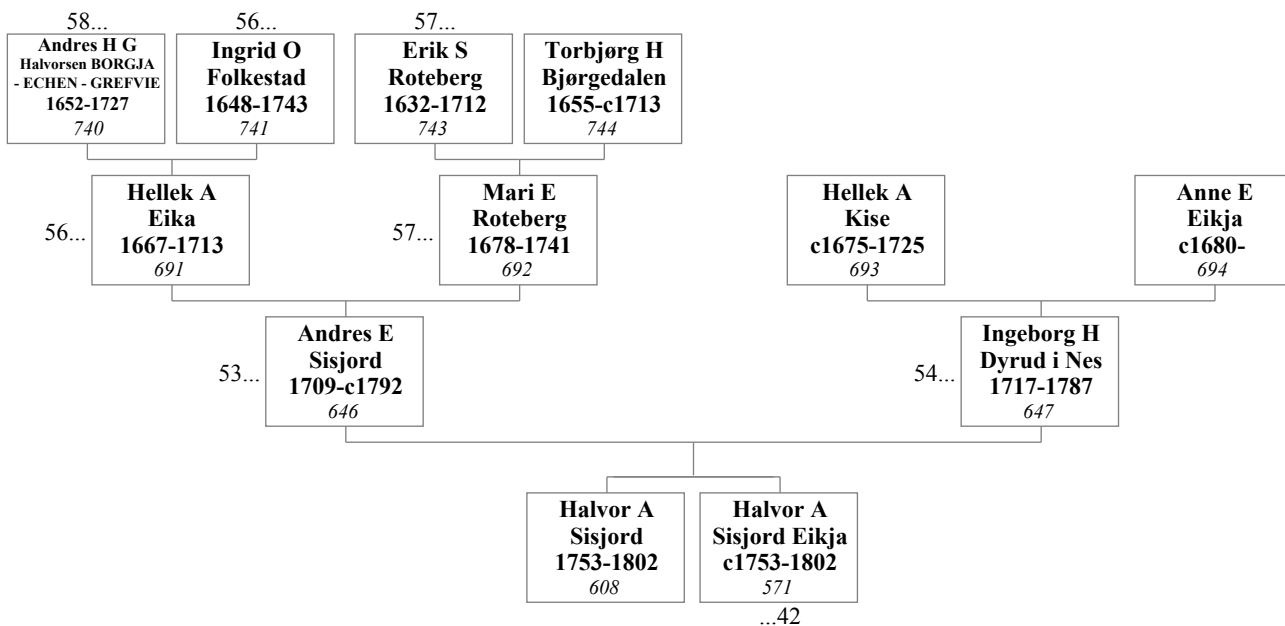 58...
56...
57...
Andres H G
Halvorsen BORGJA
- ECHEN - GREFVIE
1652-1727
740
Ingrid O
Folkestad
1648-1743
741
Erik S
Roteberg
1632-1712
743
Torbjørg H
Bjørgedalen
1655-c1713
744
56...
Hellek A
Eika
1667-1713
691
57...
Mari E
Roteberg
1678-1741
692
Hellek A
Kise
c1675-1725
693
Anne E
Eikja
c1680-
694
53...
Andres E
Sisjord
1709-c1792
646
54...
Ingeborg H
Dyrud i Nes
1717-1787
647
Halvor A
Sisjord
1753-1802
608
Halvor A
Sisjord Eikja
c1753-1802
571
...42